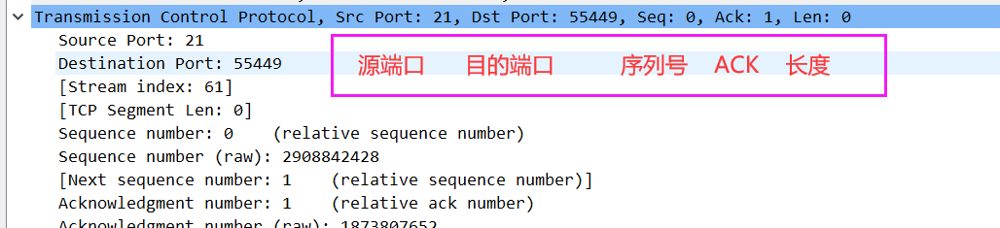 Transmission Control Protocol, Src Port: 21, Dst Port: 55449, Seq: 0, Ack: 1, Len: 0
Source Port: 21
源端口 目的端口 序列号 ACK 长度
Destination Port: 55449
[Stream index: 61]
[TCP Segment Len: 0]
Sequence number: 0 (relative sequence number)
Sequence number (raw): 2908842428
[Next sequence number: 1 (relative sequence number)]
Acknowledgment number: 1 (relative ack number)
Acknowledgment number (raw): 1873807652